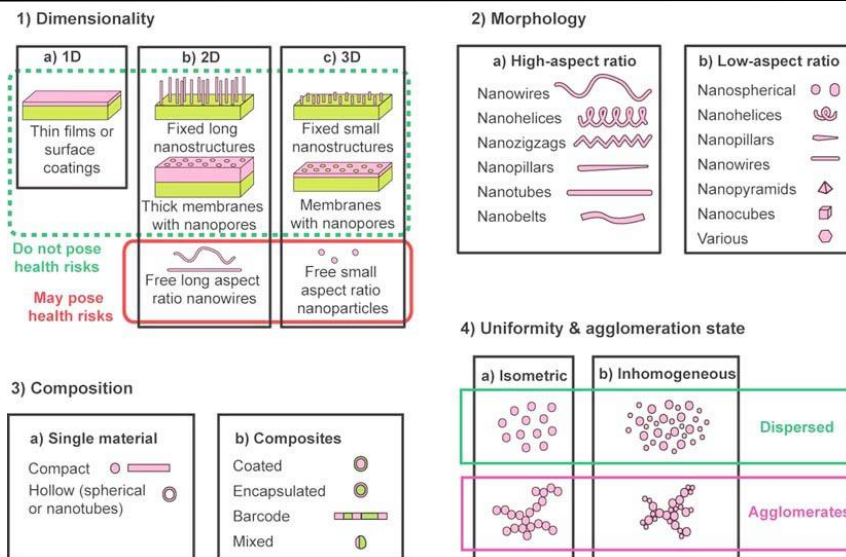 1) Dimensionality
a) 1D
b) 2D
c) 3D
Thin films or
surface
coatings
Fixed long
nanostructures
Fixed small
nanostructures
Thick membranes
with nanopores
Membranes
with nanopores
Do not pose
health risks
May pose
health risks
Free long aspect
ratio nanowires
Free small
aspect ratio
nanoparticles
2) Morphology
a) High-aspect ratio
Nanowires
Nanohelices
Nanozigzags
Nanopillars
Nanotubes
Nanobelts
b) Low-aspect ratio
Nanospherical
Nanohelices
Nanopillars
Nanowires
Nanopyramids
Nanocubes
Various
3) Composition
a) Single material
Compact
Hollow (spherical
or nanotubes)
b) Composites
Coated
Encapsulated
Barcode
Mixed
4) Uniformity & agglomeration state
a) Isometric
b) Inhomogeneous
Dispersed
Agglomerates